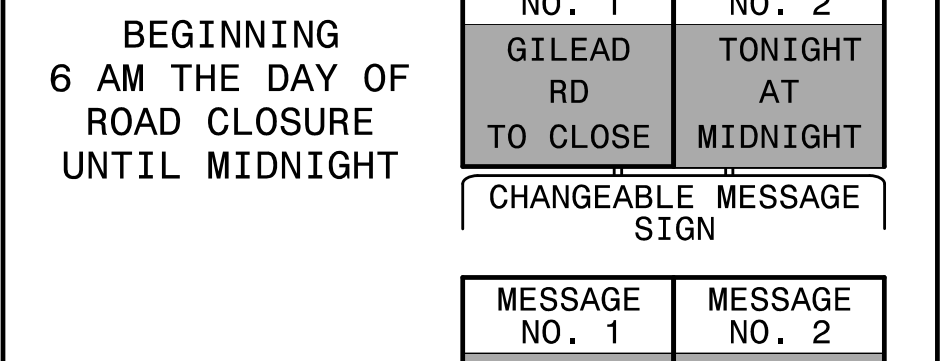 NO. 1 NO. 2
BEGINNING
6 AM THE DAY OF
ROAD CLOSURE
UNTIL MIDNIGHT
GILEAD
RD
TO CLOSE
TONIGHT
AT
MIDNIGHT
CHANGEABLE MESSAGE
SIGN
MESSAGE
NO. 1
MESSAGE
NO. 2